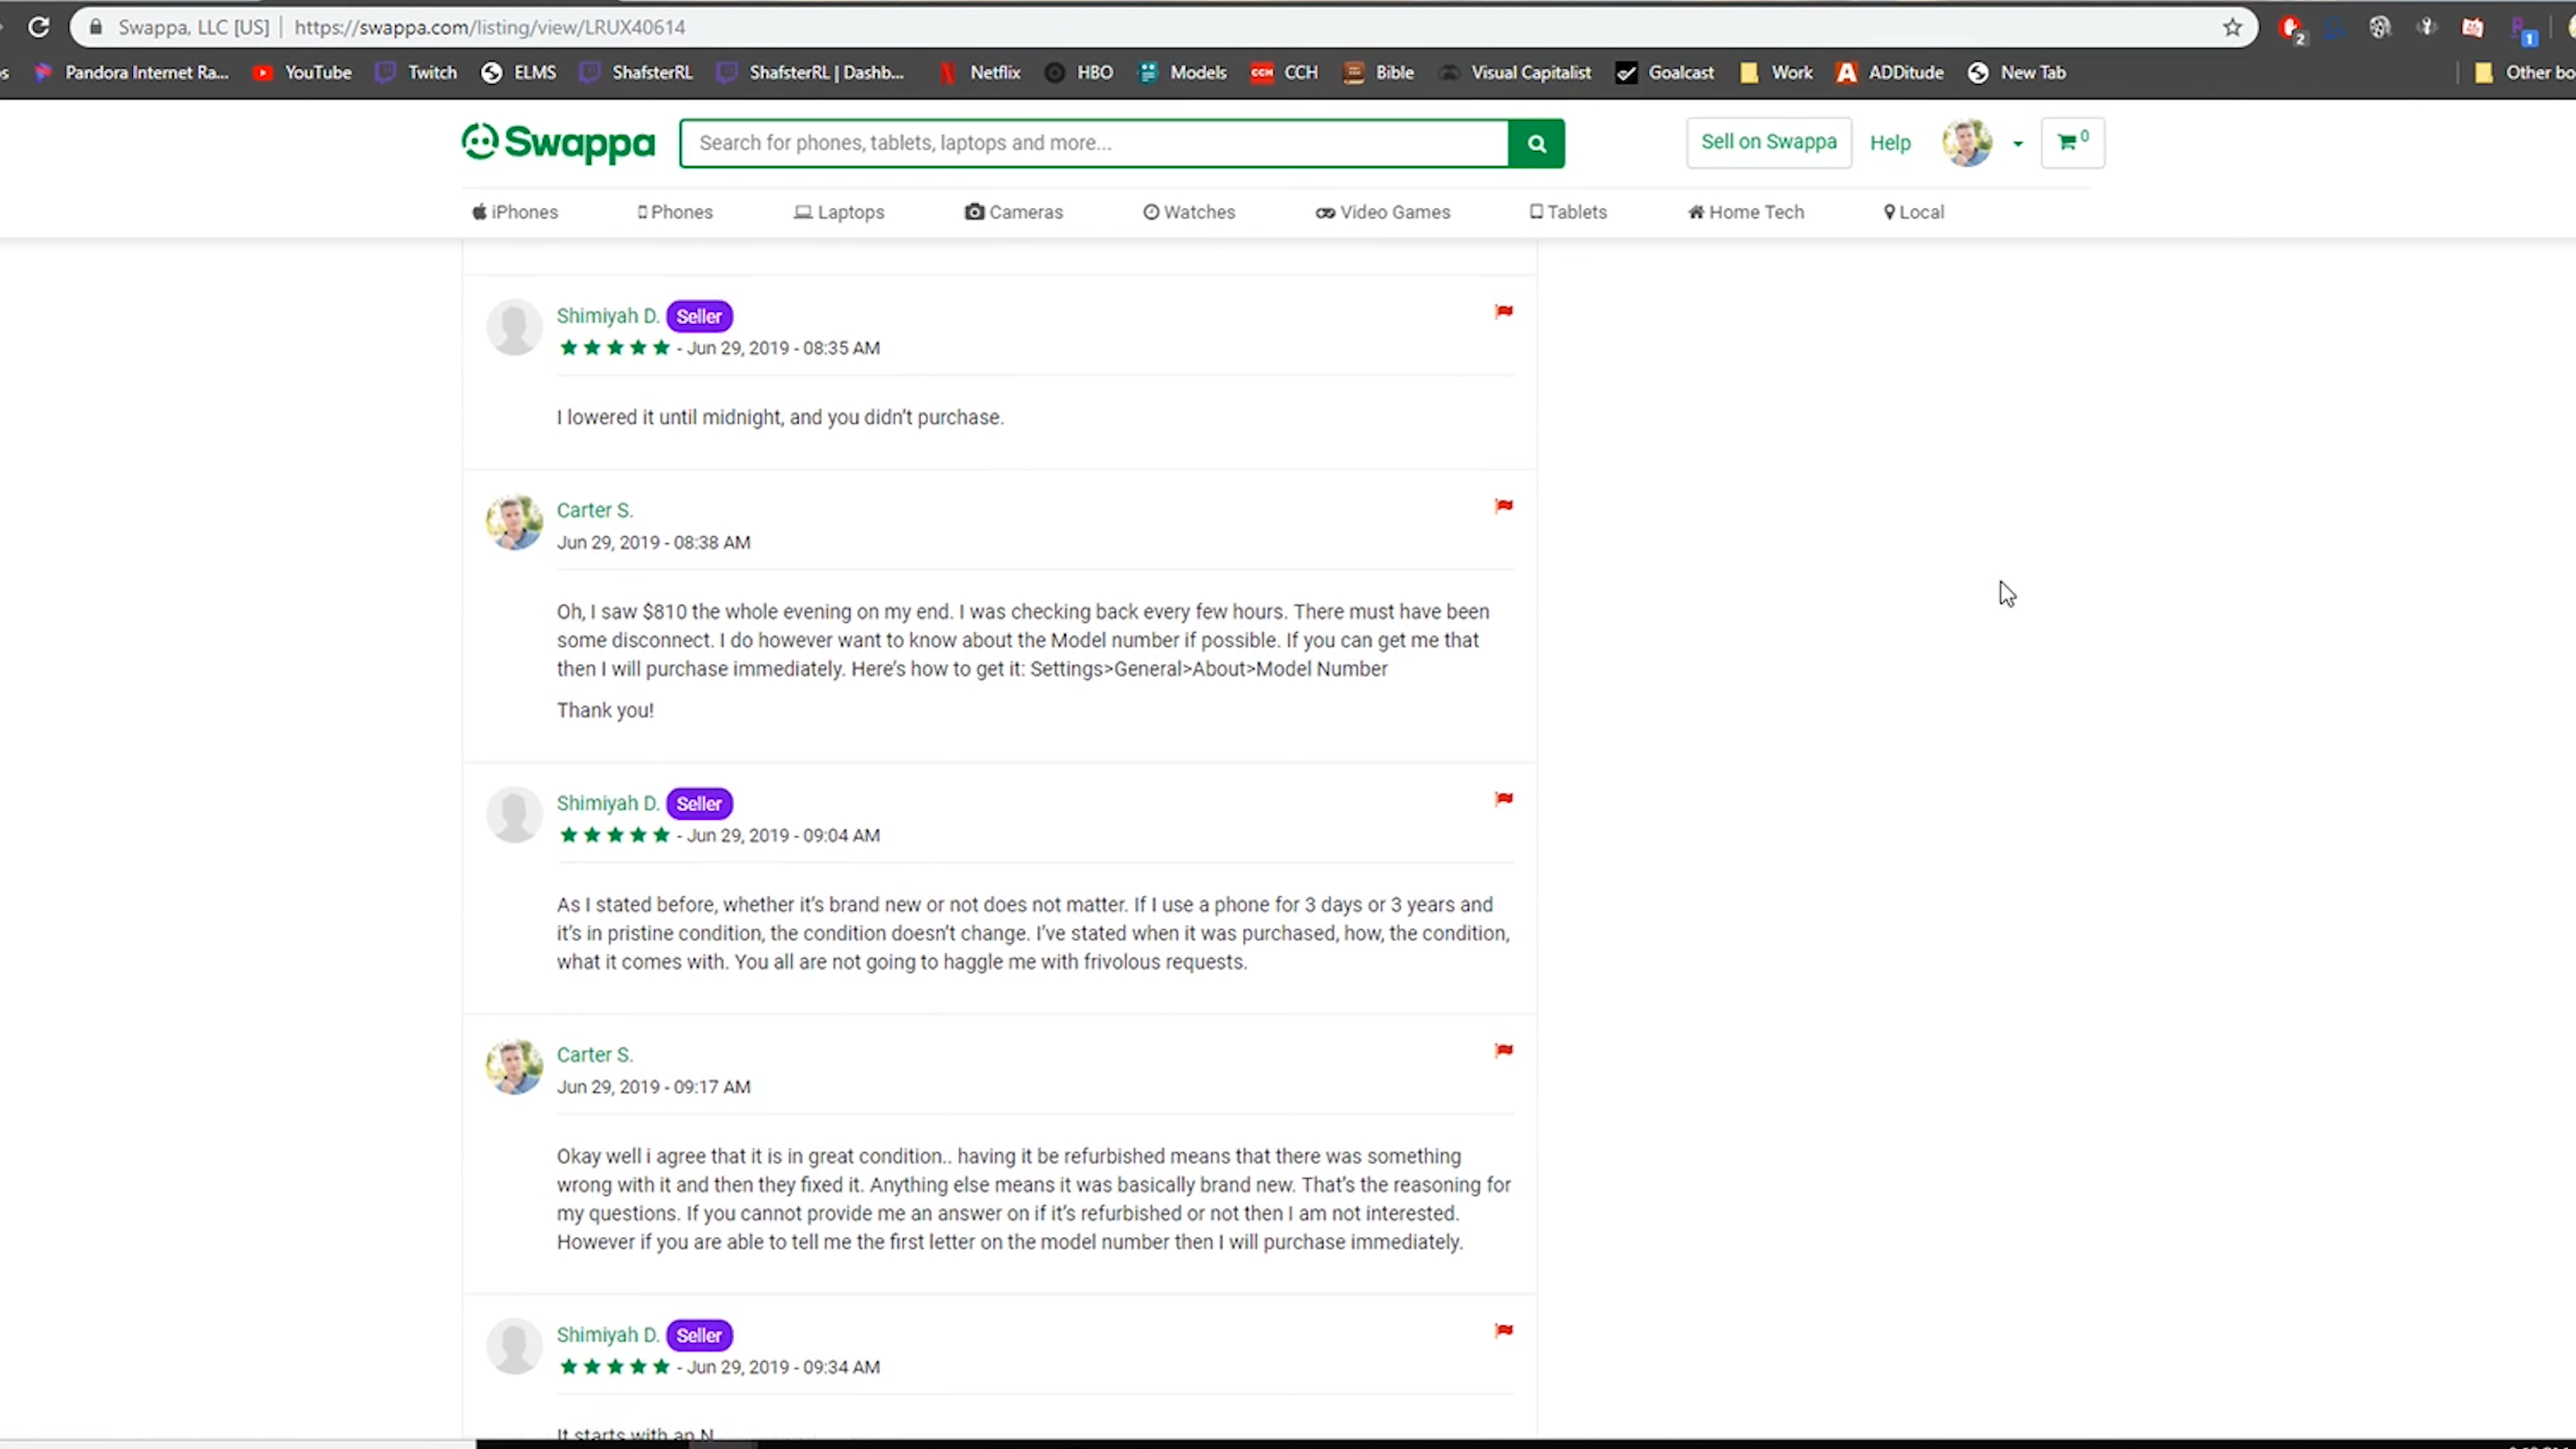 Swappa, LLC [US] | https://swappa.com/listing/view/LRUX40614
2
1
Pandora Internet Ra... YouTube Twitch ELMS ShafsterRL ShafsterRL | Dashb... Netflix HBO Models CCH CCH Bible Visual Capitalist Goalcast Work ADDitude New Tab Other bo
Swappa Search for phones, tablets, laptops and more... Sell on Swappa Help 0
iPhones Phones Laptops Cameras Watches Video Games Tablets Home Tech Local
Shimiyah D. Seller
- Jun 29, 2019 - 08:35 AM
I lowered it until midnight, and you didn't purchase.
Carter S.
Jun 29, 2019 - 08:38 AM
Oh, I saw $810 the whole evening on my end. I was checking back every few hours. There must have been
some disconnect. I do however want to know about the Model number if possible. If you can get me that
then I will purchase immediately. Here's how to get it: Settings>General>About>Model Number
Thank you!
Shimiyah D. Seller
- Jun 29, 2019 - 09:04 AM
As I stated before, whether it's brand new or not does not matter. If I use a phone for 3 days or 3 years and
it's in pristine condition, the condition doesn't change. I've stated when it was purchased, how, the condition,
what it comes with. You all are not going to haggle me with frivolous requests.
Carter S.
Jun 29, 2019 - 09:17 AM
Okay well i agree that it is in great condition.. having it be refurbished means that there was something
wrong with it and then they fixed it. Anything else means it was basically brand new. That's the reasoning for
my questions. If you cannot provide me an answer on if it's refurbished or not then I am not interested.
However if you are able to tell me the first letter on the model number then I will purchase immediately.
Shimiyah D. Seller
- Jun 29, 2019 - 09:34 AM
It starts with an N